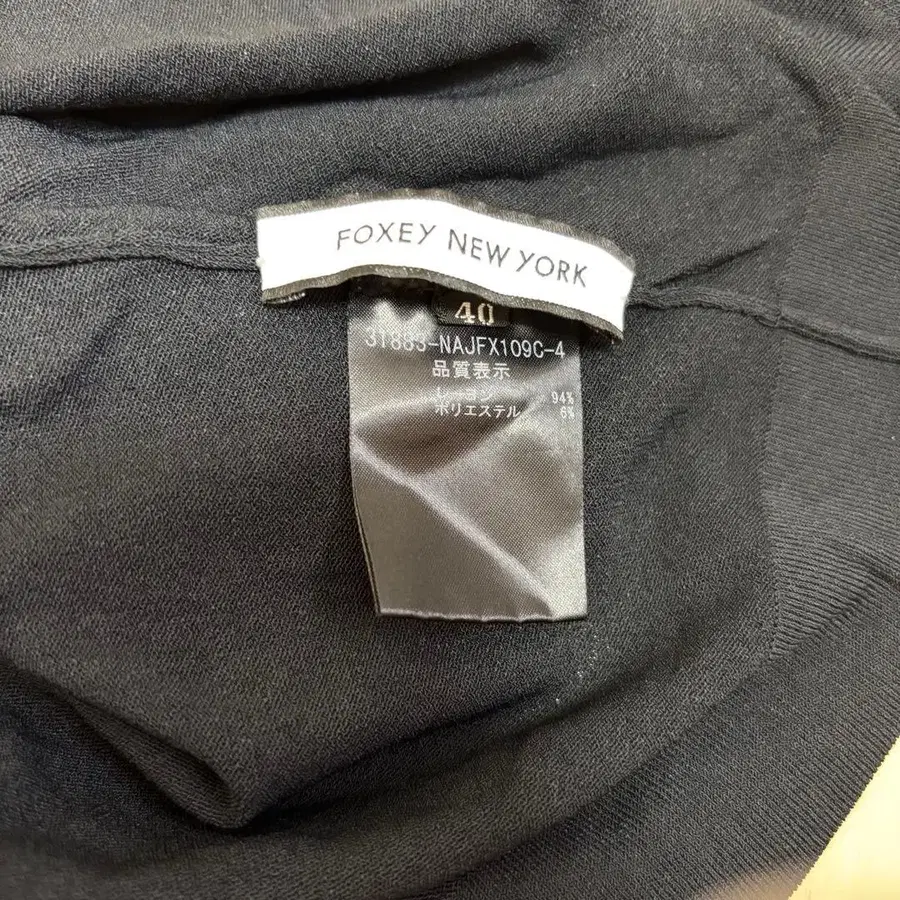 FOXEY NEW YORK
40
31883-NAJFX109C-4
品質表示
レーヨン 94%
ポリエステル 6%